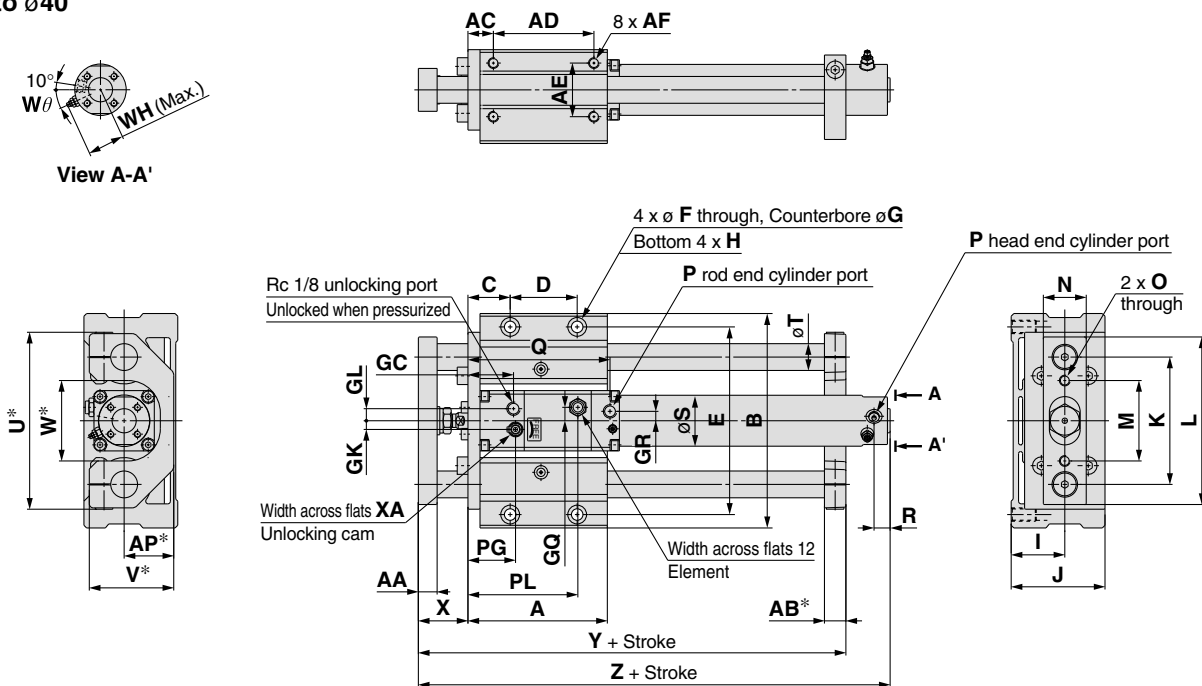 to ø40
AC
AD
8 x AF
AE
10°
Wθ
WH (Max.)
View A-A'
4 x ø F through, Counterbore øG
Bottom 4 x H
P head end cylinder port
P rod end cylinder port
Rc 1/8 unlocking port
Unlocked when pressurized
C
D
N
2 x O
through
øT
Q
GC
GL
GK
U*
W*
A
A'
øS
E
B
GR
M
K
L
Width across flats XA
Unlocking cam
GQ
Width across flats 12
Element
R
I
J
AP*
V*
PG
PL
AA
X
A
AB*
Y + Stroke
Z + Stroke
FREE